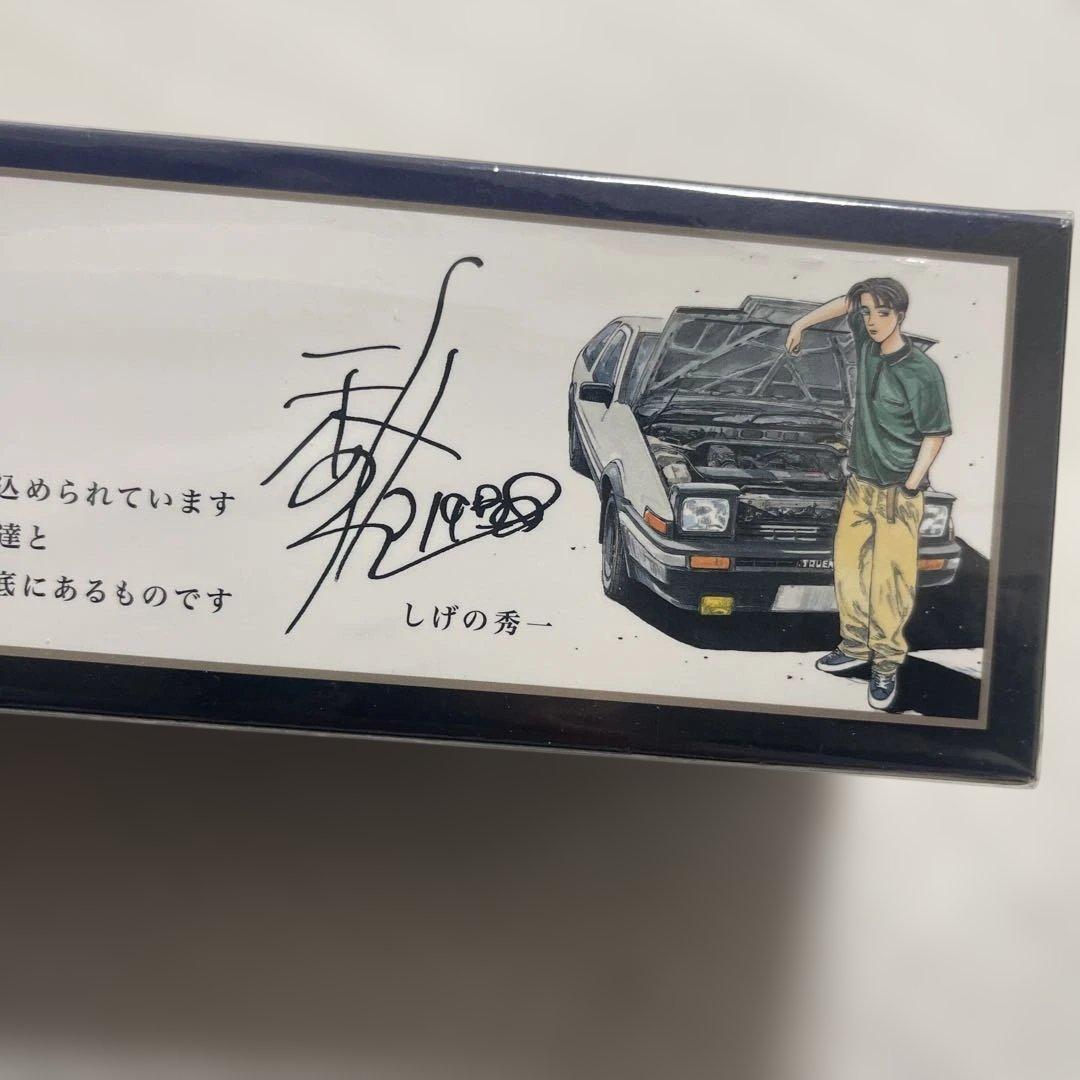 込められています
達と
底にあるものです
しげの秀一